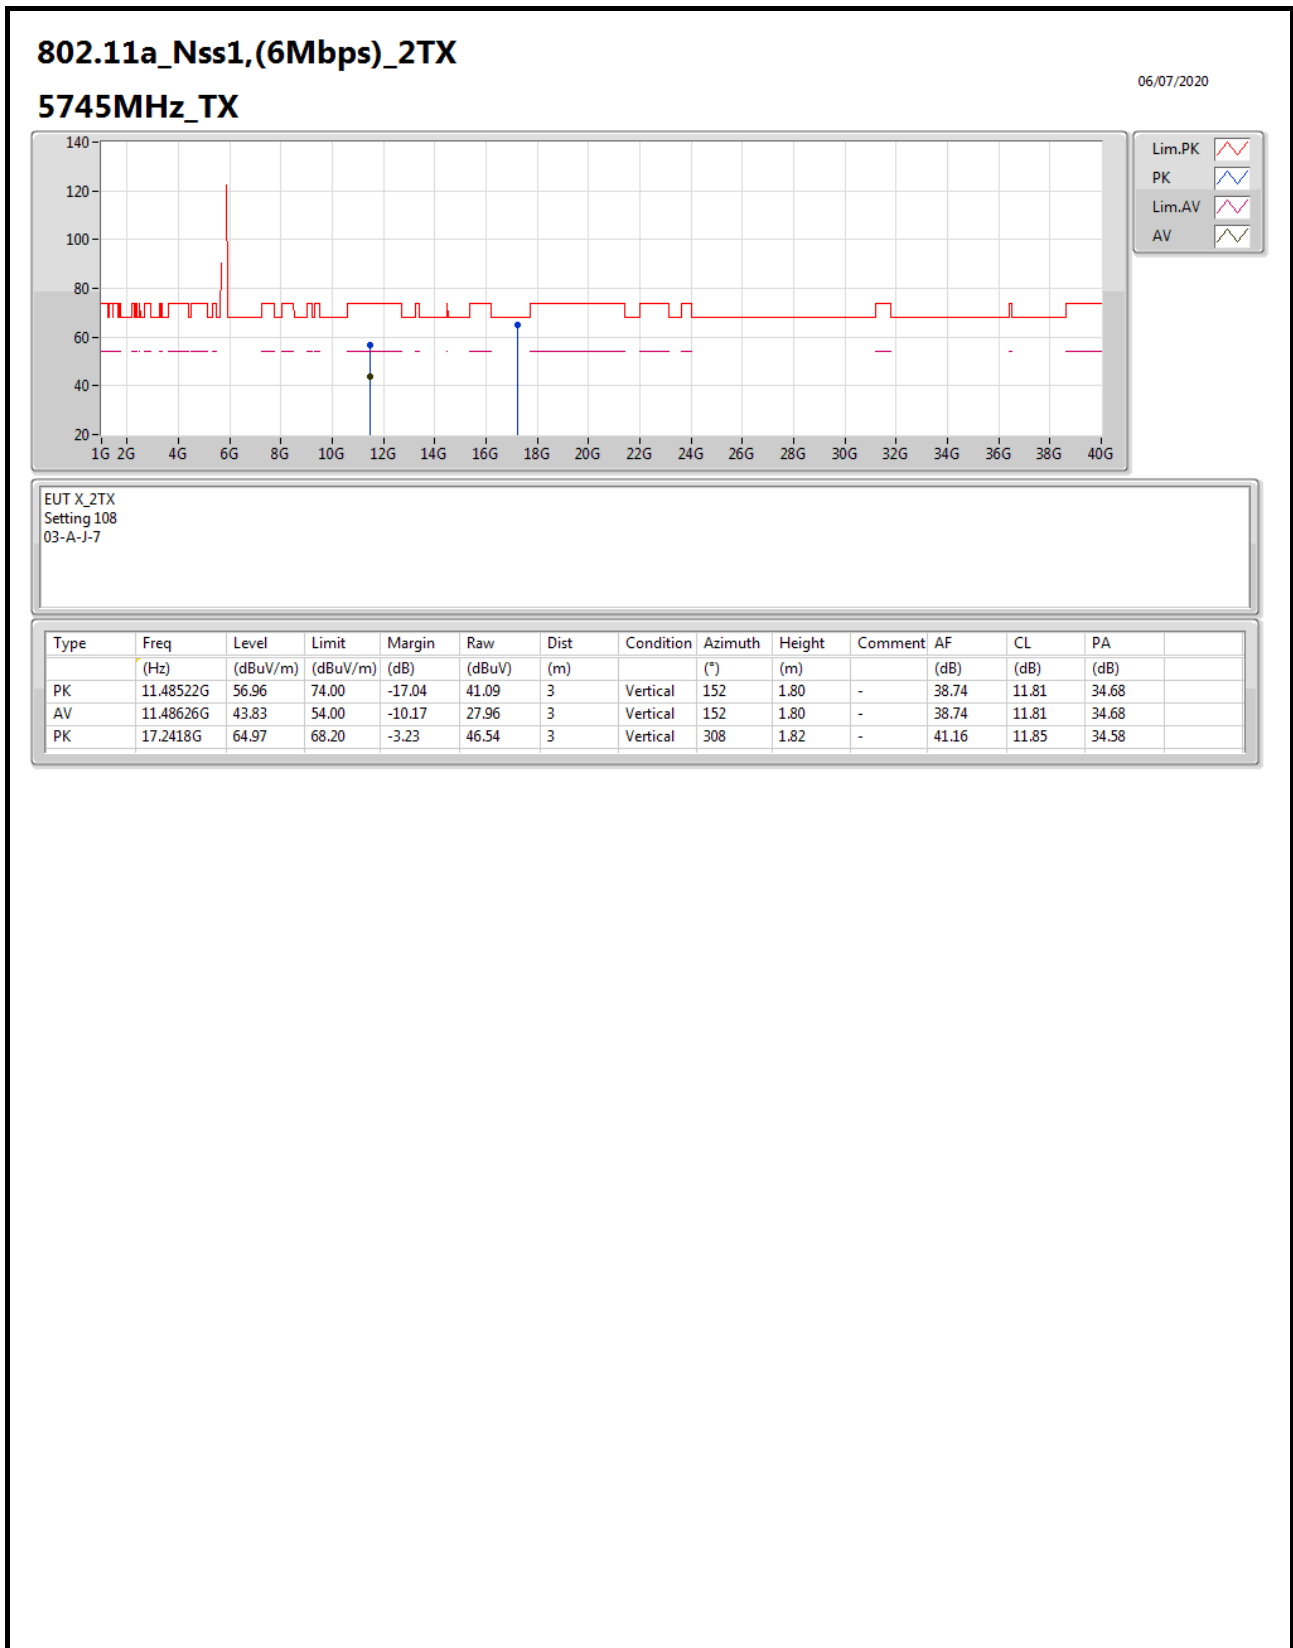 802.11a_Nss1,(6Mbps)_2TX
06/07/2020
5745MHz_TX
140
120
100
80
60
40
20
1G 2G 4G 6G 8G 10G 12G 14G 16G 18G 20G 22G 24G 26G 28G 30G 32G 34G 36G 38G 40G
Lim.PK
PK
Lim.AV
AV
EUT X_2TX
Setting 108
03-A-J-7
Type Freq Level Limit Margin Raw Dist Condition Azimuth Height Comment AF CL PA
(Hz) (dBuV/m) (dBuV/m) (dB) (dBuV) (m) (°) (m) (dB) (dB) (dB)
PK 11.48522G 56.96 74.00 -17.04 41.09 3 Vertical 152 1.80 - 38.74 11.81 34.68
AV 11.48626G 43.83 54.00 -10.17 27.96 3 Vertical 152 1.80 - 38.74 11.81 34.68
PK 17.2418G 64.97 68.20 -3.23 46.54 3 Vertical 308 1.82 - 41.16 11.85 34.58